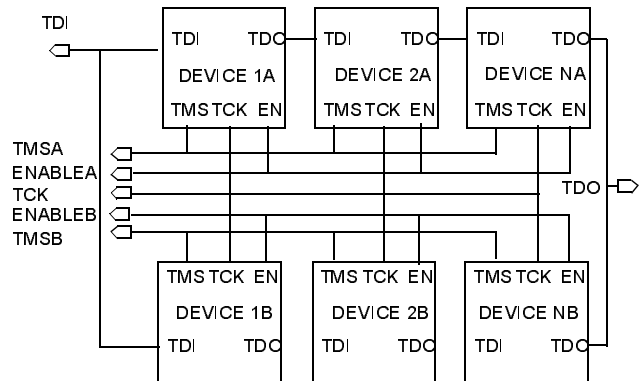 TDI
TDI TDO TDI TDO TDI TDO
DEVICE 1A DEVICE 2A DEVICE NA
TMS TCK EN TMS TCK EN TMS TCK EN
TMSA
ENABLEA
TCK
TDO
ENABLEB
TMSB
TMS TCK EN TMS TCK EN TMS TCK EN
DEVICE 1B DEVICE 2B DEVICE NB
TDI TDO TDI TDO TDI TDO